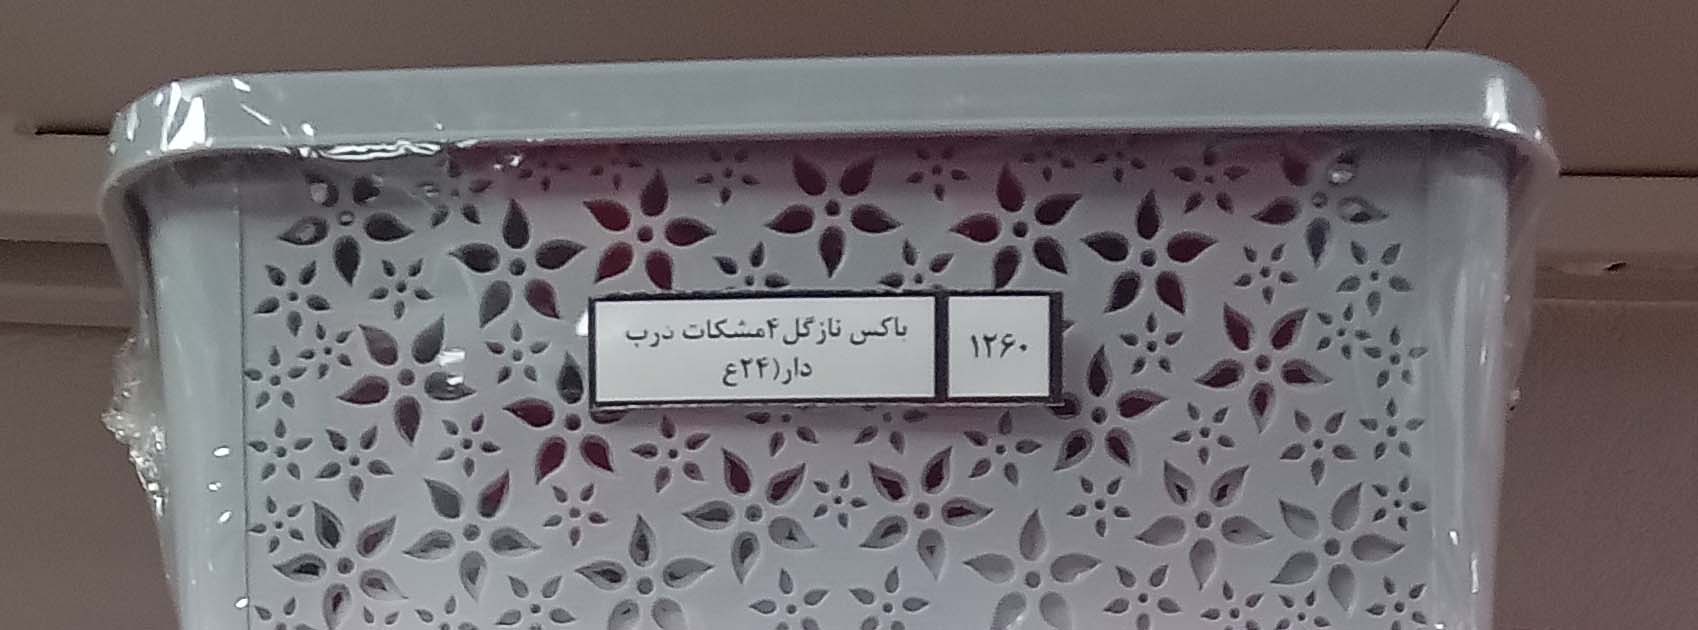 ۱۲۶۰
باکس نازگل۴مشکات درب
دار(۲۴ع